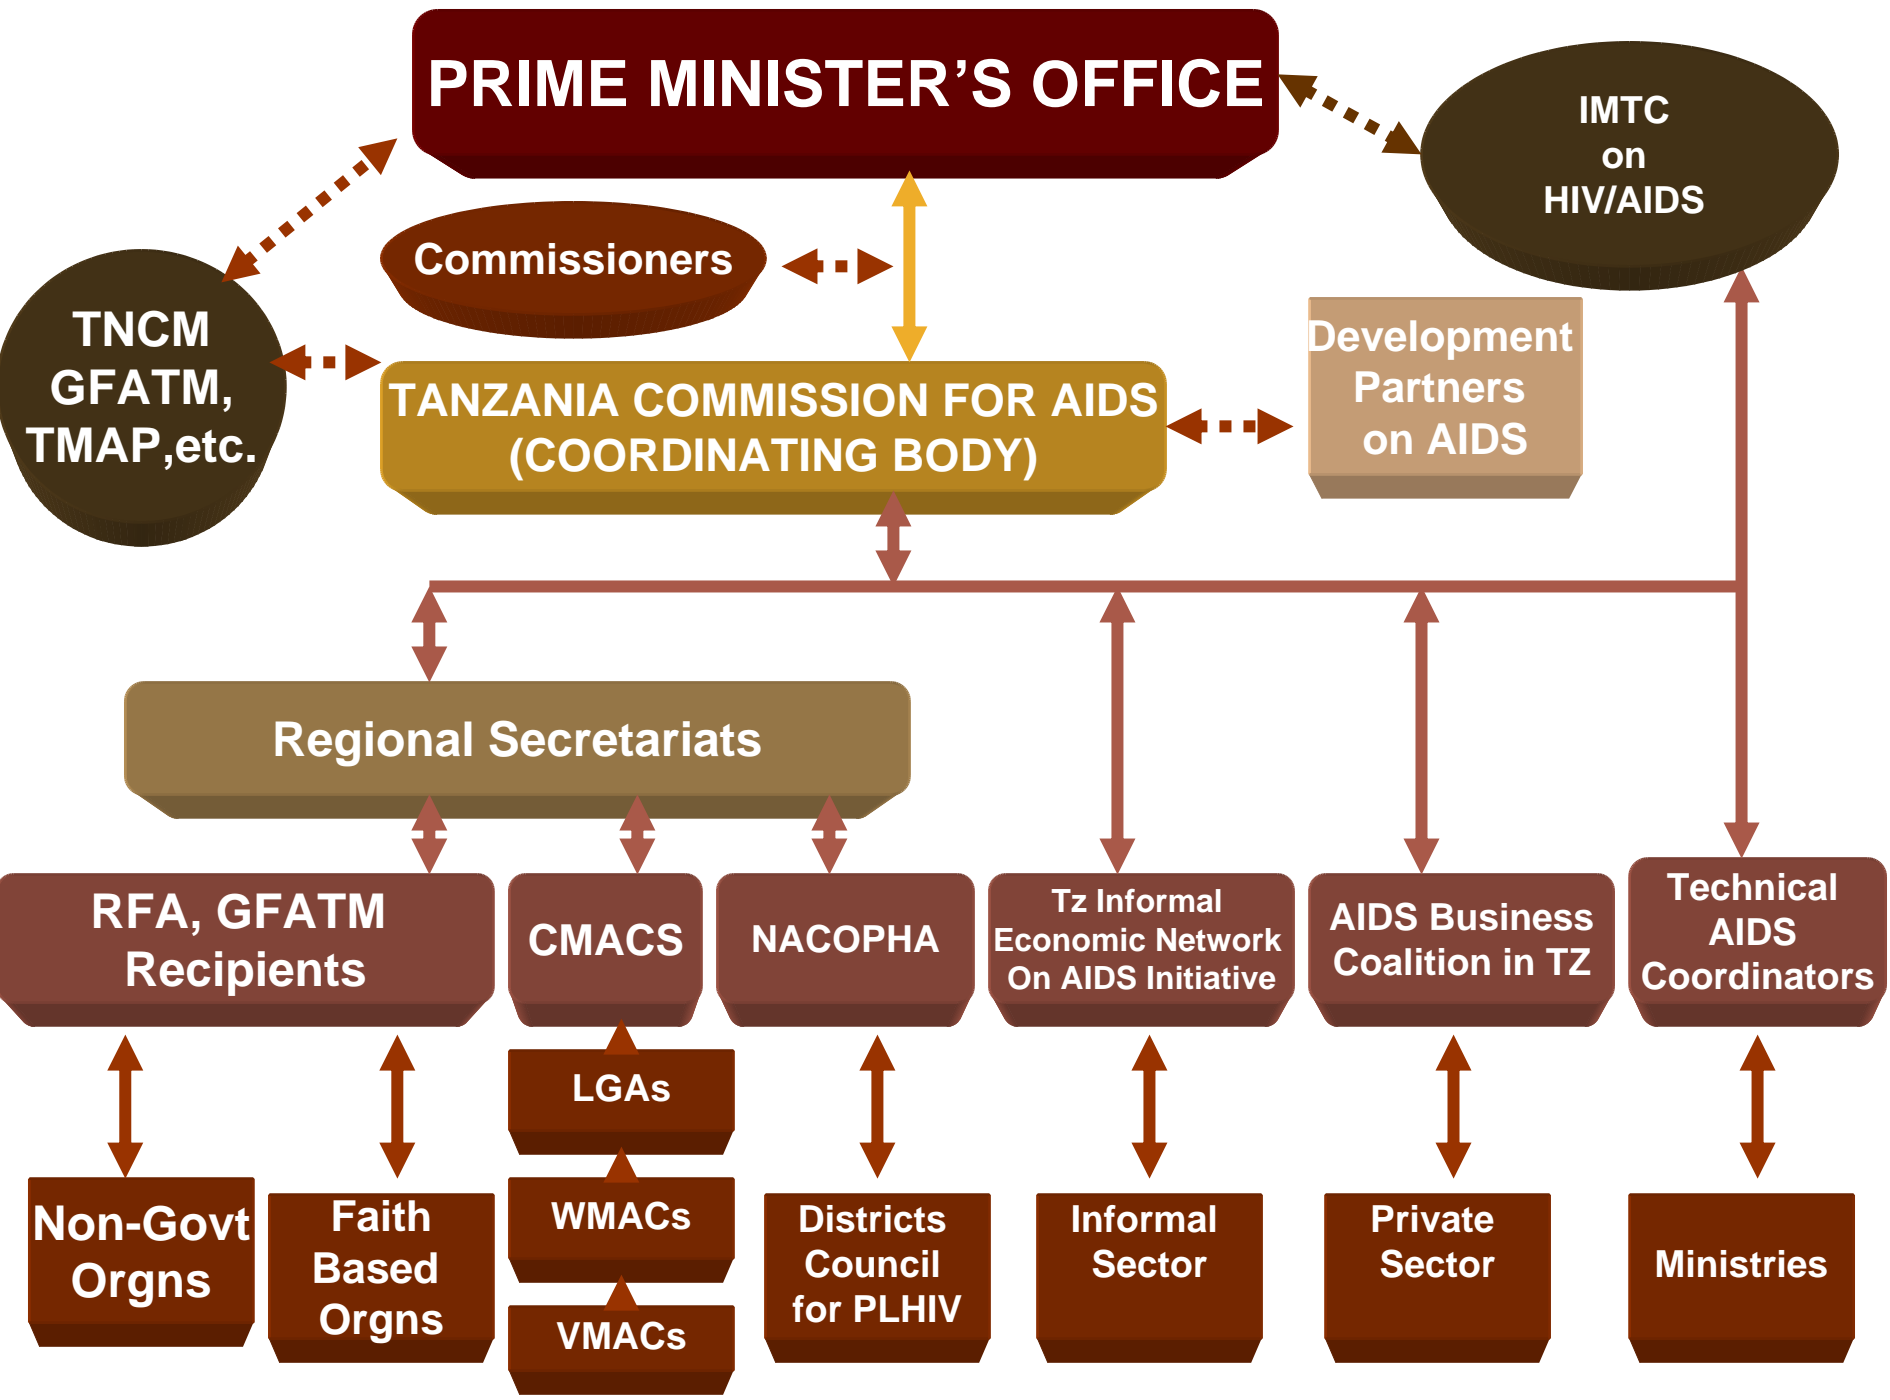 PRIME MINISTER’S OFFICE
IMTC
on
HIV/AIDS
Commissioners
TNCM
GFATM,
TMAP,etc.
TANZANIA COMMISSION FOR AIDS
(COORDINATING BODY)
Development
Partners
on AIDS
Regional Secretariats
RFA, GFATM
Recipients
CMACS
NACOPHA
Tz Informal
Economic Network
On AIDS Initiative
AIDS Business
Coalition in TZ
Technical
AIDS
Coordinators
Non-Govt
Orgns
Faith
Based
Orgns
LGAs
WMACs
VMACs
Districts
Council
for PLHIV
Informal
Sector
Private
Sector
Ministries